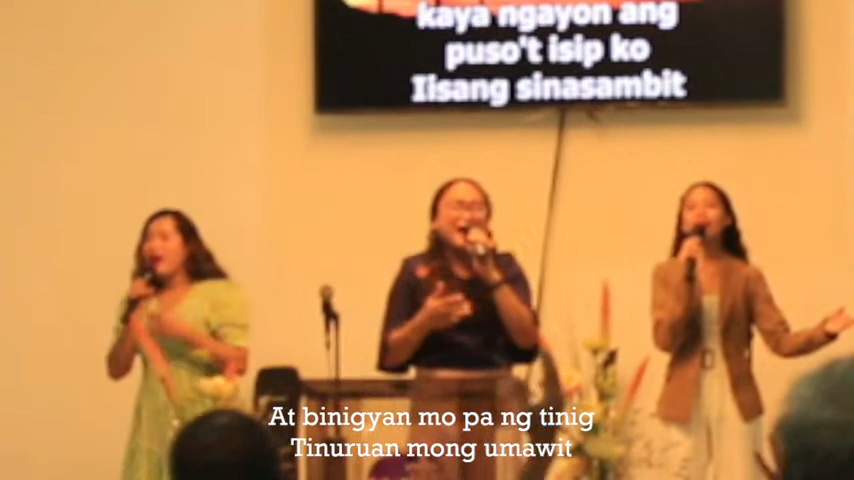 kaya ngayon ang
puso't isip ko
Iisang sinasambit
At binigyan mo pa ng tinig
Tinuruan mong umawit